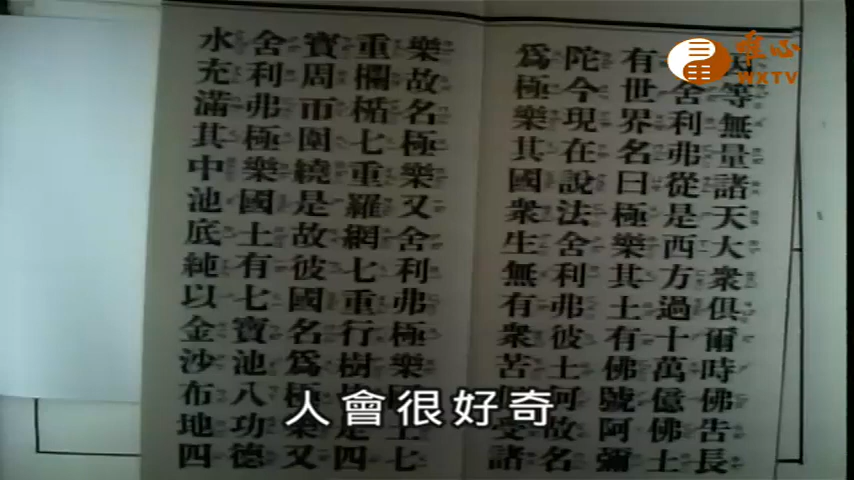 等無量諸天大衆俱爾時佛告長
舍利弗從是西方過十萬億佛土
有世界名曰極樂其土有佛號阿彌
陀今現在說法舍利弗彼土何故名
爲極樂其國衆生無有衆苦受諸
樂故名極樂又舍利弗極樂土七
重欄楯七重羅網七重行樹是四
寶周帀圍繞是故彼國名爲極樂又
舍利弗極樂國土有七寶池八功德
水充滿其中池底純以金沙布地四
唯心
WXTV
人會很好奇